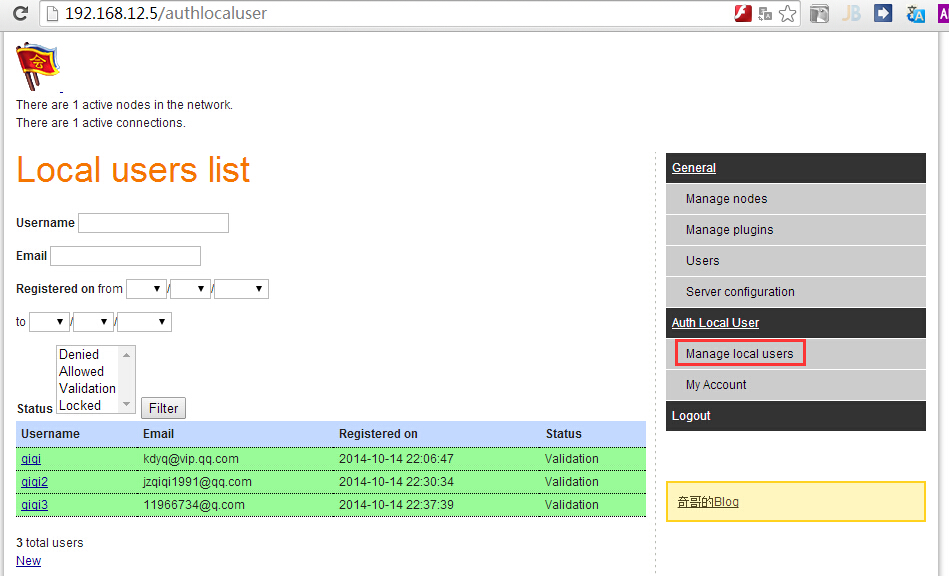 192.168.12.5/authlocaluser
JB
A
会
There are 1 active nodes in the network.
There are 1 active connections.
Local users list
Username
Email
Registered on from / /
to / /
Denied
Allowed
Validation
Locked
Status Filter
Username Email Registered on Status
qiqi kdyq@vip.qq.com 2014-10-14 22:06:47 Validation
qiqi2 jzqiqi1991@qq.com 2014-10-14 22:30:34 Validation
qiqi3 11966734@q.com 2014-10-14 22:37:39 Validation
3 total users
New
General
Manage nodes
Manage plugins
Users
Server configuration
Auth Local User
Manage local users
My Account
Logout
奇哥的Blog